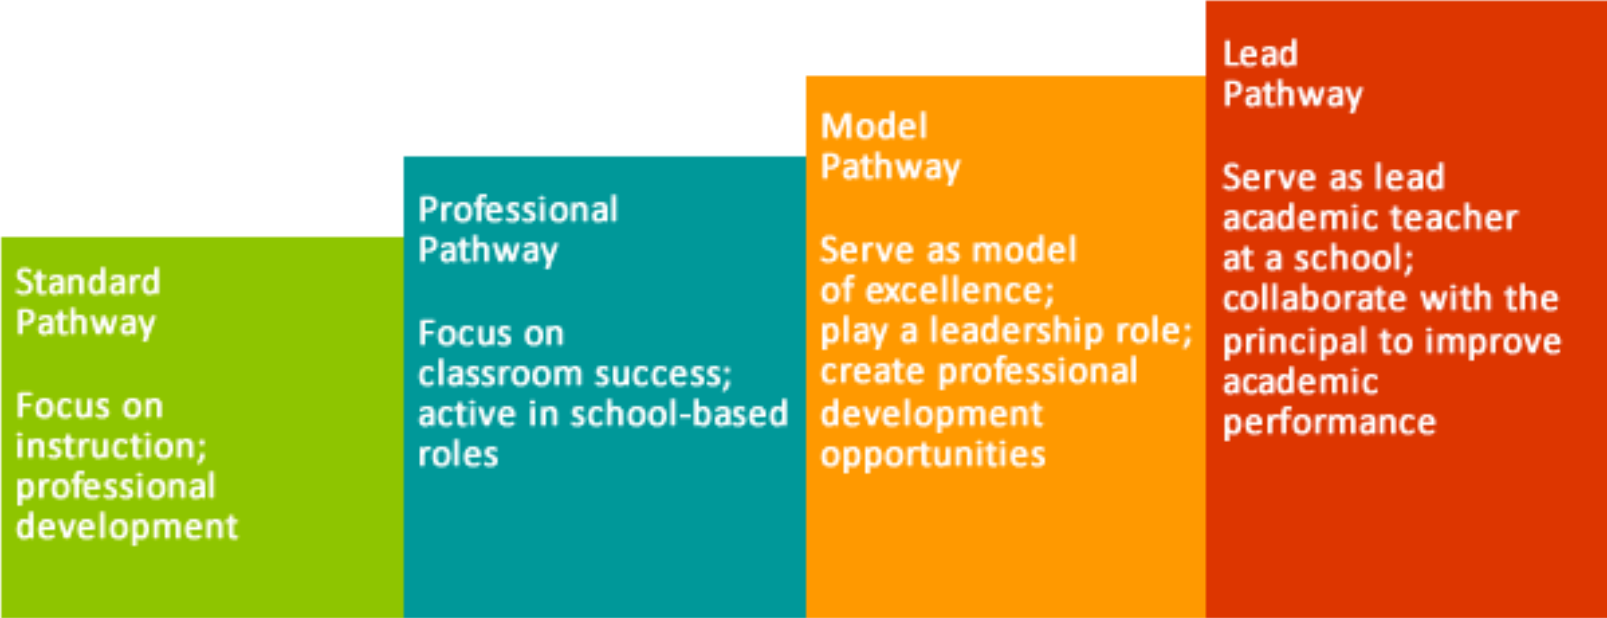 Standard
Pathway
Focus on
instruction;
professional
development
Professional
Pathway
Focus on
classroom success;
active in school-based
roles
Model
Pathway
Serve as model
of excellence;
play a leadership role;
create professional
development
opportunities
Lead
Pathway
Serve as lead
academic teacher
at a school;
collaborate with the
principal to improve
academic
performance